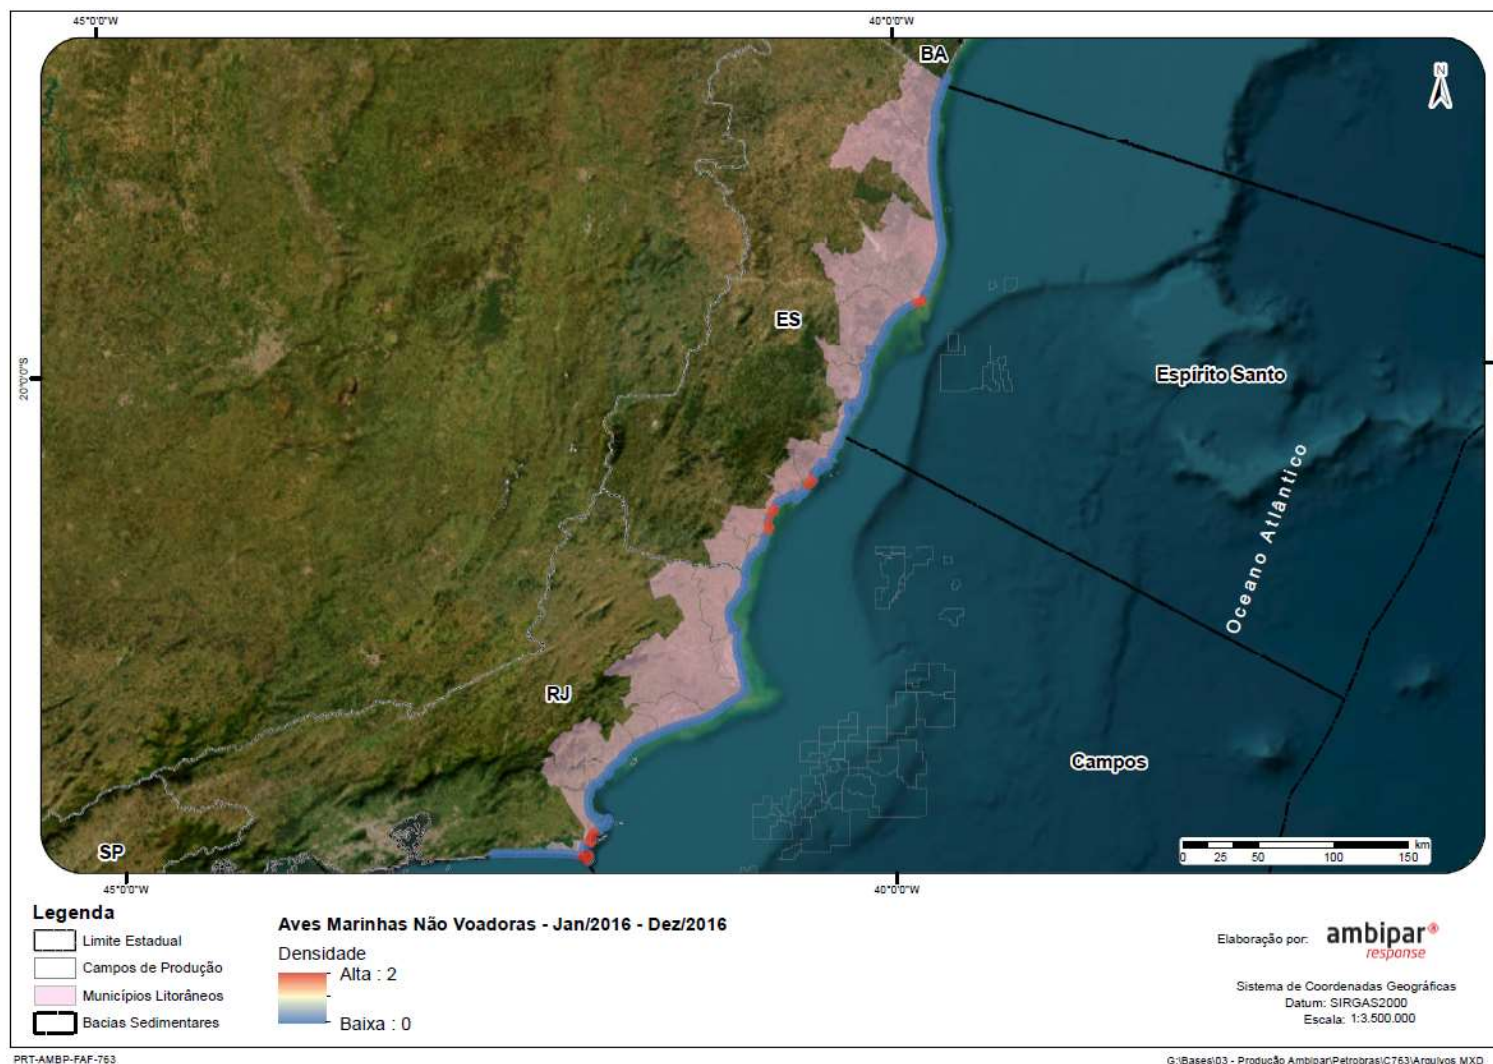 45°0'0"W
40°0'0"W
BA
N
ES
20°0'0"S
Espírito Santo
Oceano Atlântico
RJ
Campos
SP
km
0 25 50 100 150
45°0'0"W
40°0'0"W
Legenda
Limite Estadual
Campos de Produção
Municípios Litorâneos
Bacias Sedimentares
Aves Marinhas Não Voadoras - Jan/2016 - Dez/2016
Densidade
Alta : 2
Baixa : 0
Elaboração por:
ambipar®
response
Sistema de Coordenadas Geográficas
Datum: SIRGAS2000
Escala: 1:3.500.000
PRT-AMBP-FAF-763
G:\Bases\03 - Produção Ambipar\Petrobras\C763\Arquivos MXD